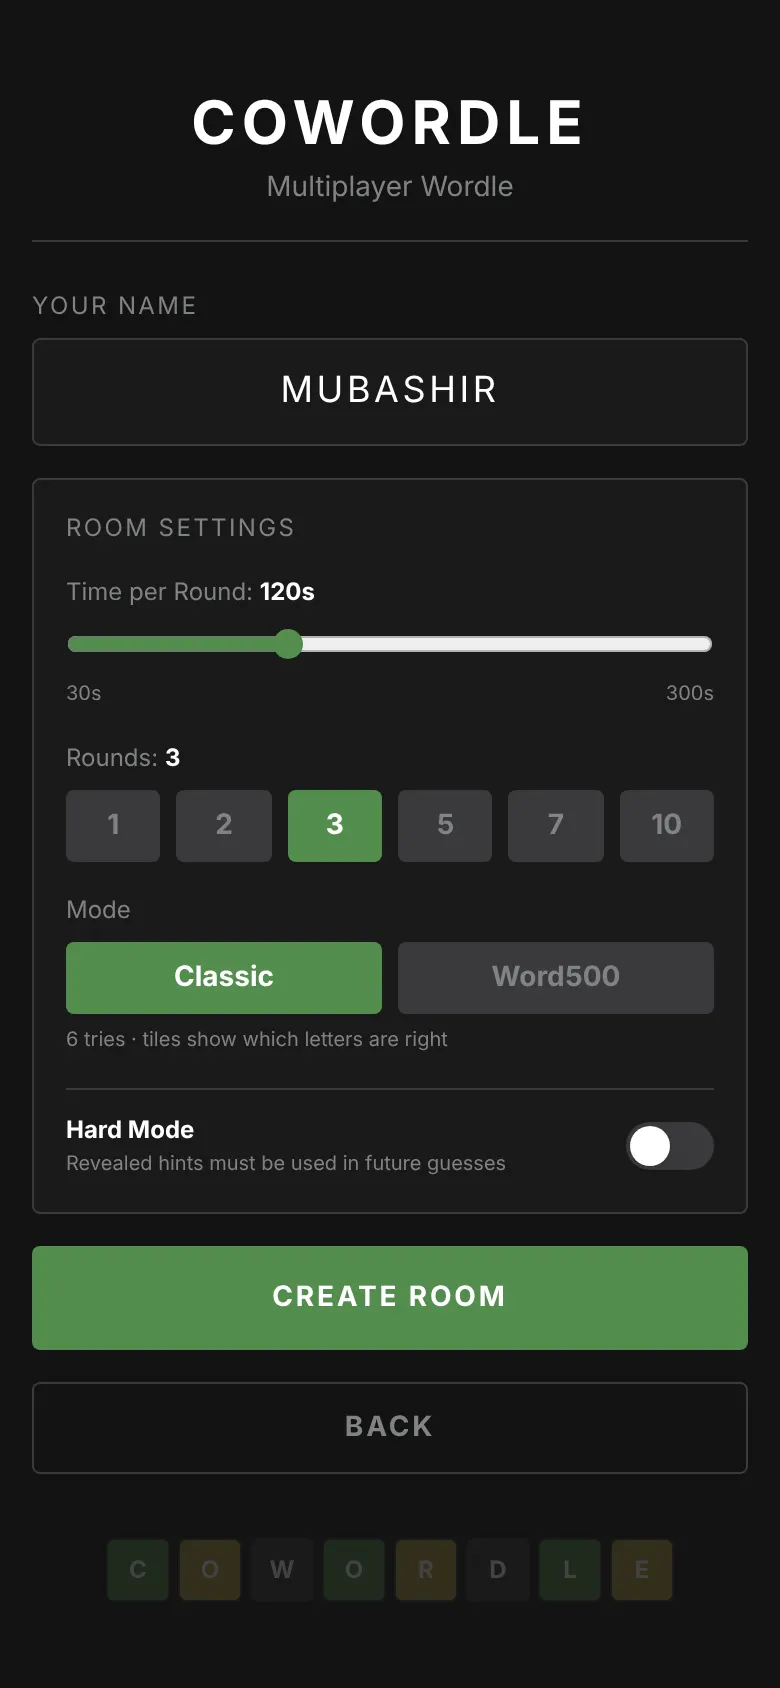 COWORDLE
Multiplayer Wordle
YOUR NAME
MUBASHIR
ROOM SETTINGS
Time per Round: 120s
30s 300s
Rounds: 3
1 2 3 5 7 10
Mode
Classic Word500
6 tries · tiles show which letters are right
Hard Mode
Revealed hints must be used in future guesses
CREATE ROOM
BACK
C O W O R D L E